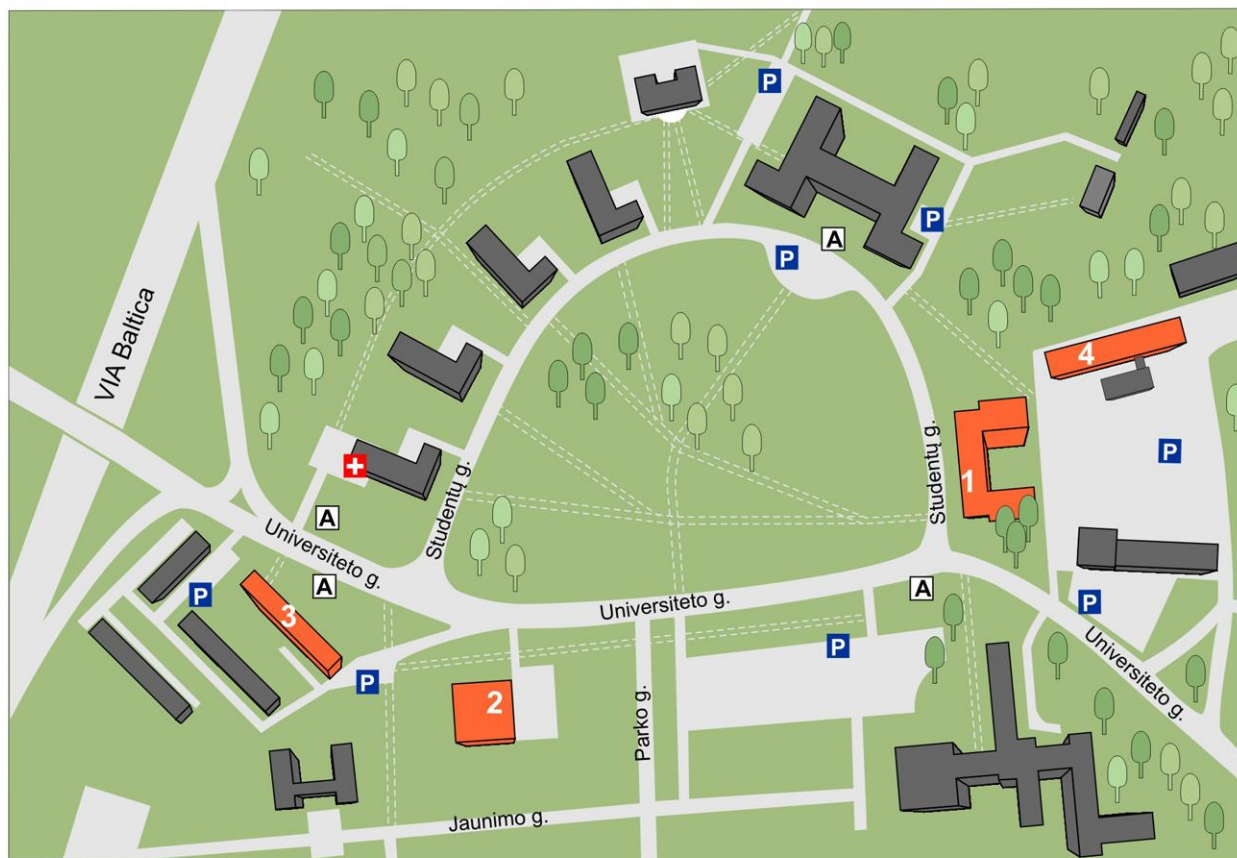 P
P
A
P
VIA Baltica
4
Studentų g.
1
P
Studentų g.
A
Universiteto g.
A
P
3
Universiteto g.
A
P
P
P
2
Universiteto g.
Parko g.
Jaunimo g.